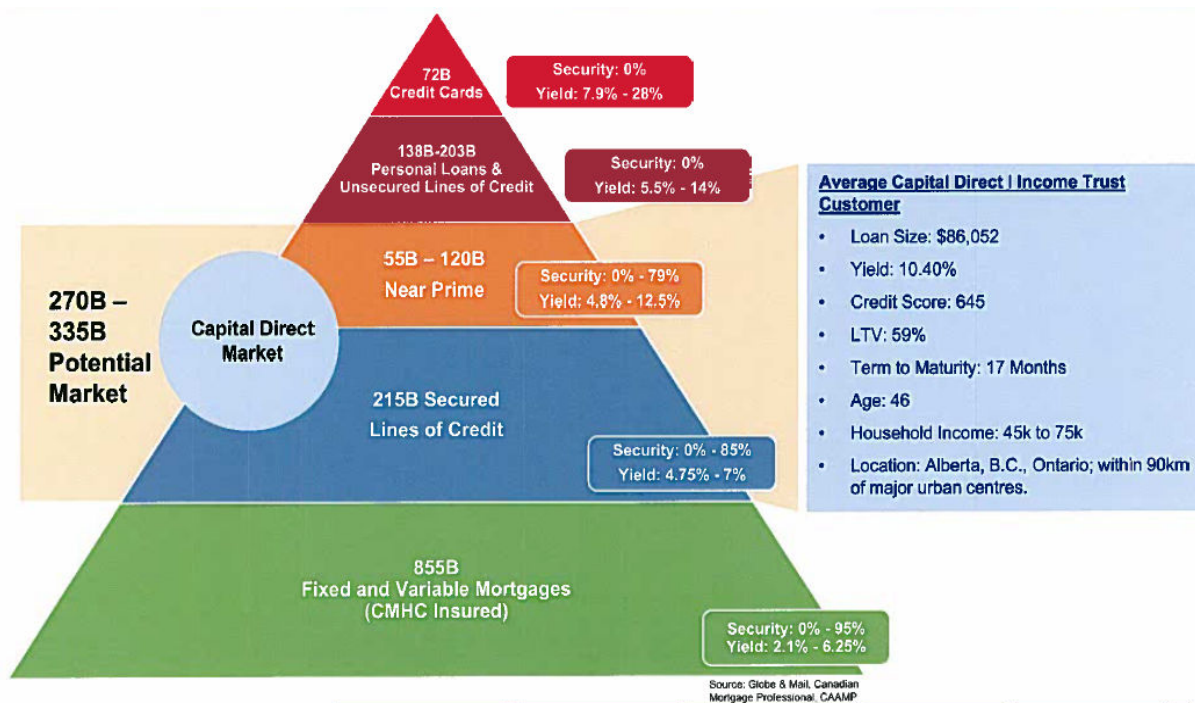 72B
Credit Cards
Security: 0%
Yield: 7.9% - 28%
138B-203B
Personal Loans &
Unsecured Lines of Credit
Security: 0%
Yield: 5.5% - 14%
55B – 120B
Near Prime
Security: 0% - 79%
Yield: 4.8% - 12.5%
270B –
335B
Potential
Market
Capital Direct
Market
215B Secured
Lines of Credit
Security: 0% - 85%
Yield: 4.75% - 7%
855B
Fixed and Variable Mortgages
(CMHC Insured)
Security: 0% - 95%
Yield: 2.1% - 6.25%
Source: Globe & Mail, Canadian
Mortgage Professional, CAAMP
Average Capital Direct I Income Trust
Customer
• Loan Size: $86,052
• Yield: 10.40%
• Credit Score: 645
• LTV: 59%
• Term to Maturity: 17 Months
• Age: 46
• Household Income: 45k to 75k
• Location: Alberta, B.C., Ontario; within 90km
of major urban centres.